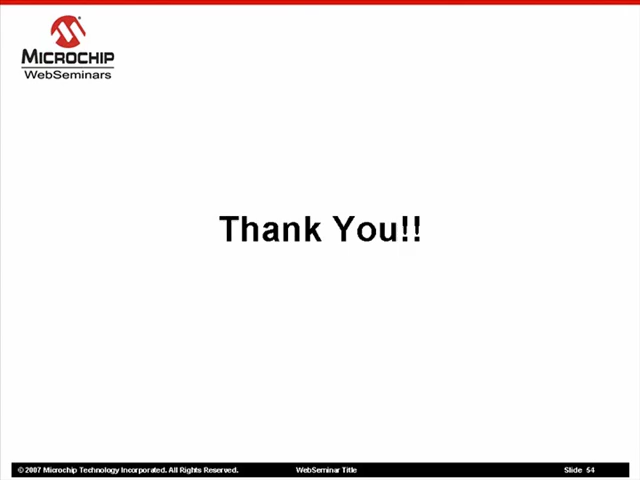 MICROCHIP
WebSeminars
Thank You!!
© 2007 Microchip Technology Incorporated. All Rights Reserved. WebSeminar Title Slide 54